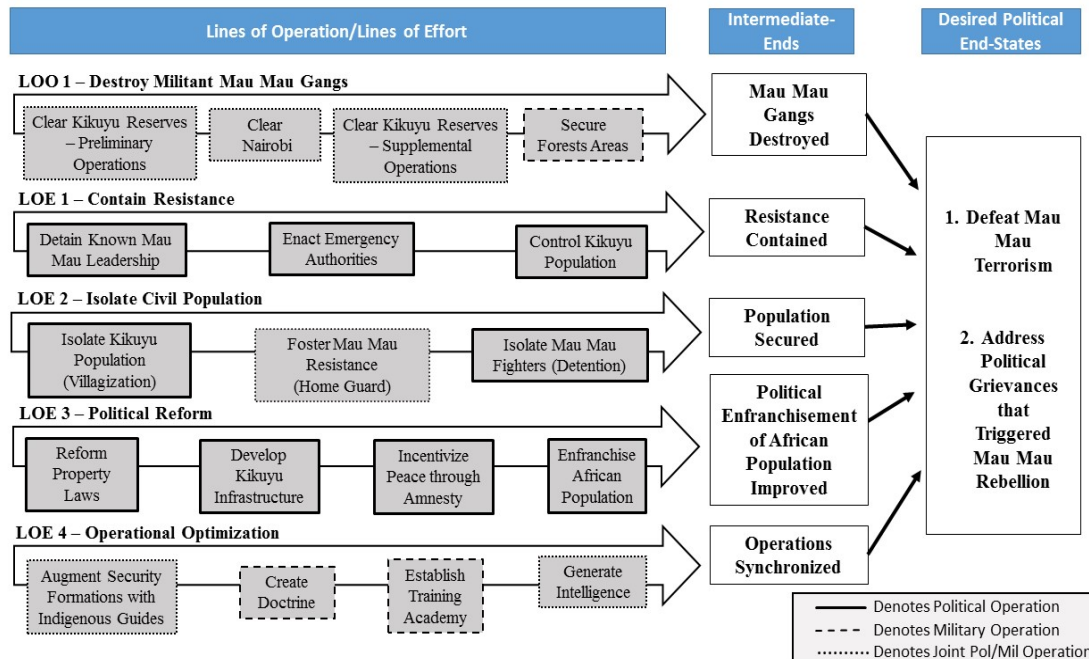 Lines of Operation/Lines of Effort
Intermediate-
Ends
Desired Political
End-States
LOO 1 – Destroy Militant Mau Mau Gangs
Clear Kikuyu Reserves
– Preliminary
Operations
Clear
Nairobi
Clear Kikuyu Reserves
– Supplemental
Operations
Secure
Forests Areas
Mau Mau
Gangs
Destroyed
LOE 1 – Contain Resistance
Detain Known Mau
Mau Leadership
Enact Emergency
Authorities
Control Kikuyu
Population
Resistance
Contained
LOE 2 – Isolate Civil Population
Isolate Kikuyu
Population
(Villagization)
Foster Mau Mau
Resistance
(Home Guard)
Isolate Mau Mau
Fighters (Detention)
Population
Secured
LOE 3 – Political Reform
Reform
Property
Laws
Develop
Kikuyu
Infrastructure
Incentivize
Peace through
Amnesty
Enfranchise
African
Population
Political
Enfranchisement
of African
Population
Improved
LOE 4 – Operational Optimization
Augment Security
Formations with
Indigenous Guides
Create
Doctrine
Establish
Training
Academy
Generate
Intelligence
Operations
Synchronized
1. Defeat Mau
Mau
Terrorism
2. Address
Political
Grievances
that
Triggered
Mau Mau
Rebellion
Denotes Political Operation
Denotes Military Operation
Denotes Joint Pol/Mil Operation